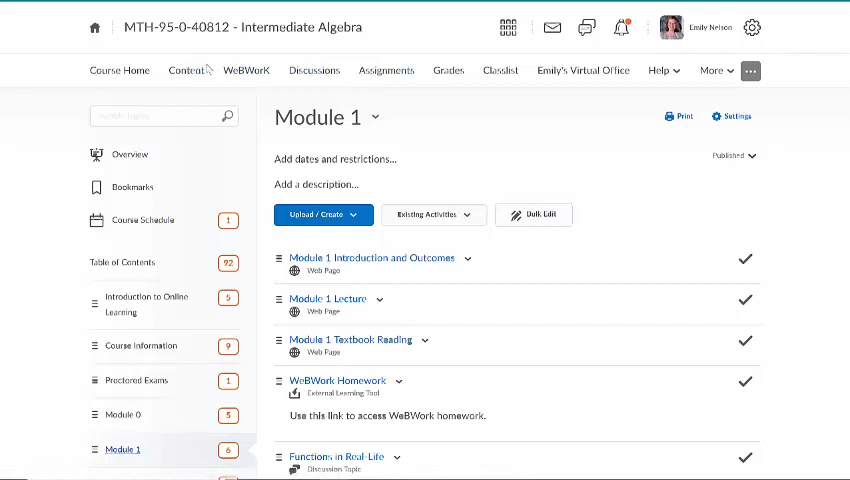 MTH-95-0-40812 - Intermediate Algebra
Emily Nelson
Course Home
Content
WeBWorK
Discussions
Assignments
Grades
Classlist
Emily's Virtual Office
Help
More
Search Topics
Overview
Bookmarks
Course Schedule
1
Table of Contents
92
Introduction to Online
Learning
5
Course Information
9
Proctored Exams
1
Module 0
5
Module 1
6
Module 1
Print
Settings
Add dates and restrictions...
Published
Add a description...
Upload / Create
Existing Activities
Bulk Edit
Module 1 Introduction and Outcomes
Web Page
Module 1 Lecture
Web Page
Module 1 Textbook Reading
Web Page
WeBWork Homework
External Learning Tool
Use this link to access WeBWork homework.
Functions in Real-Life
Discussion Topic